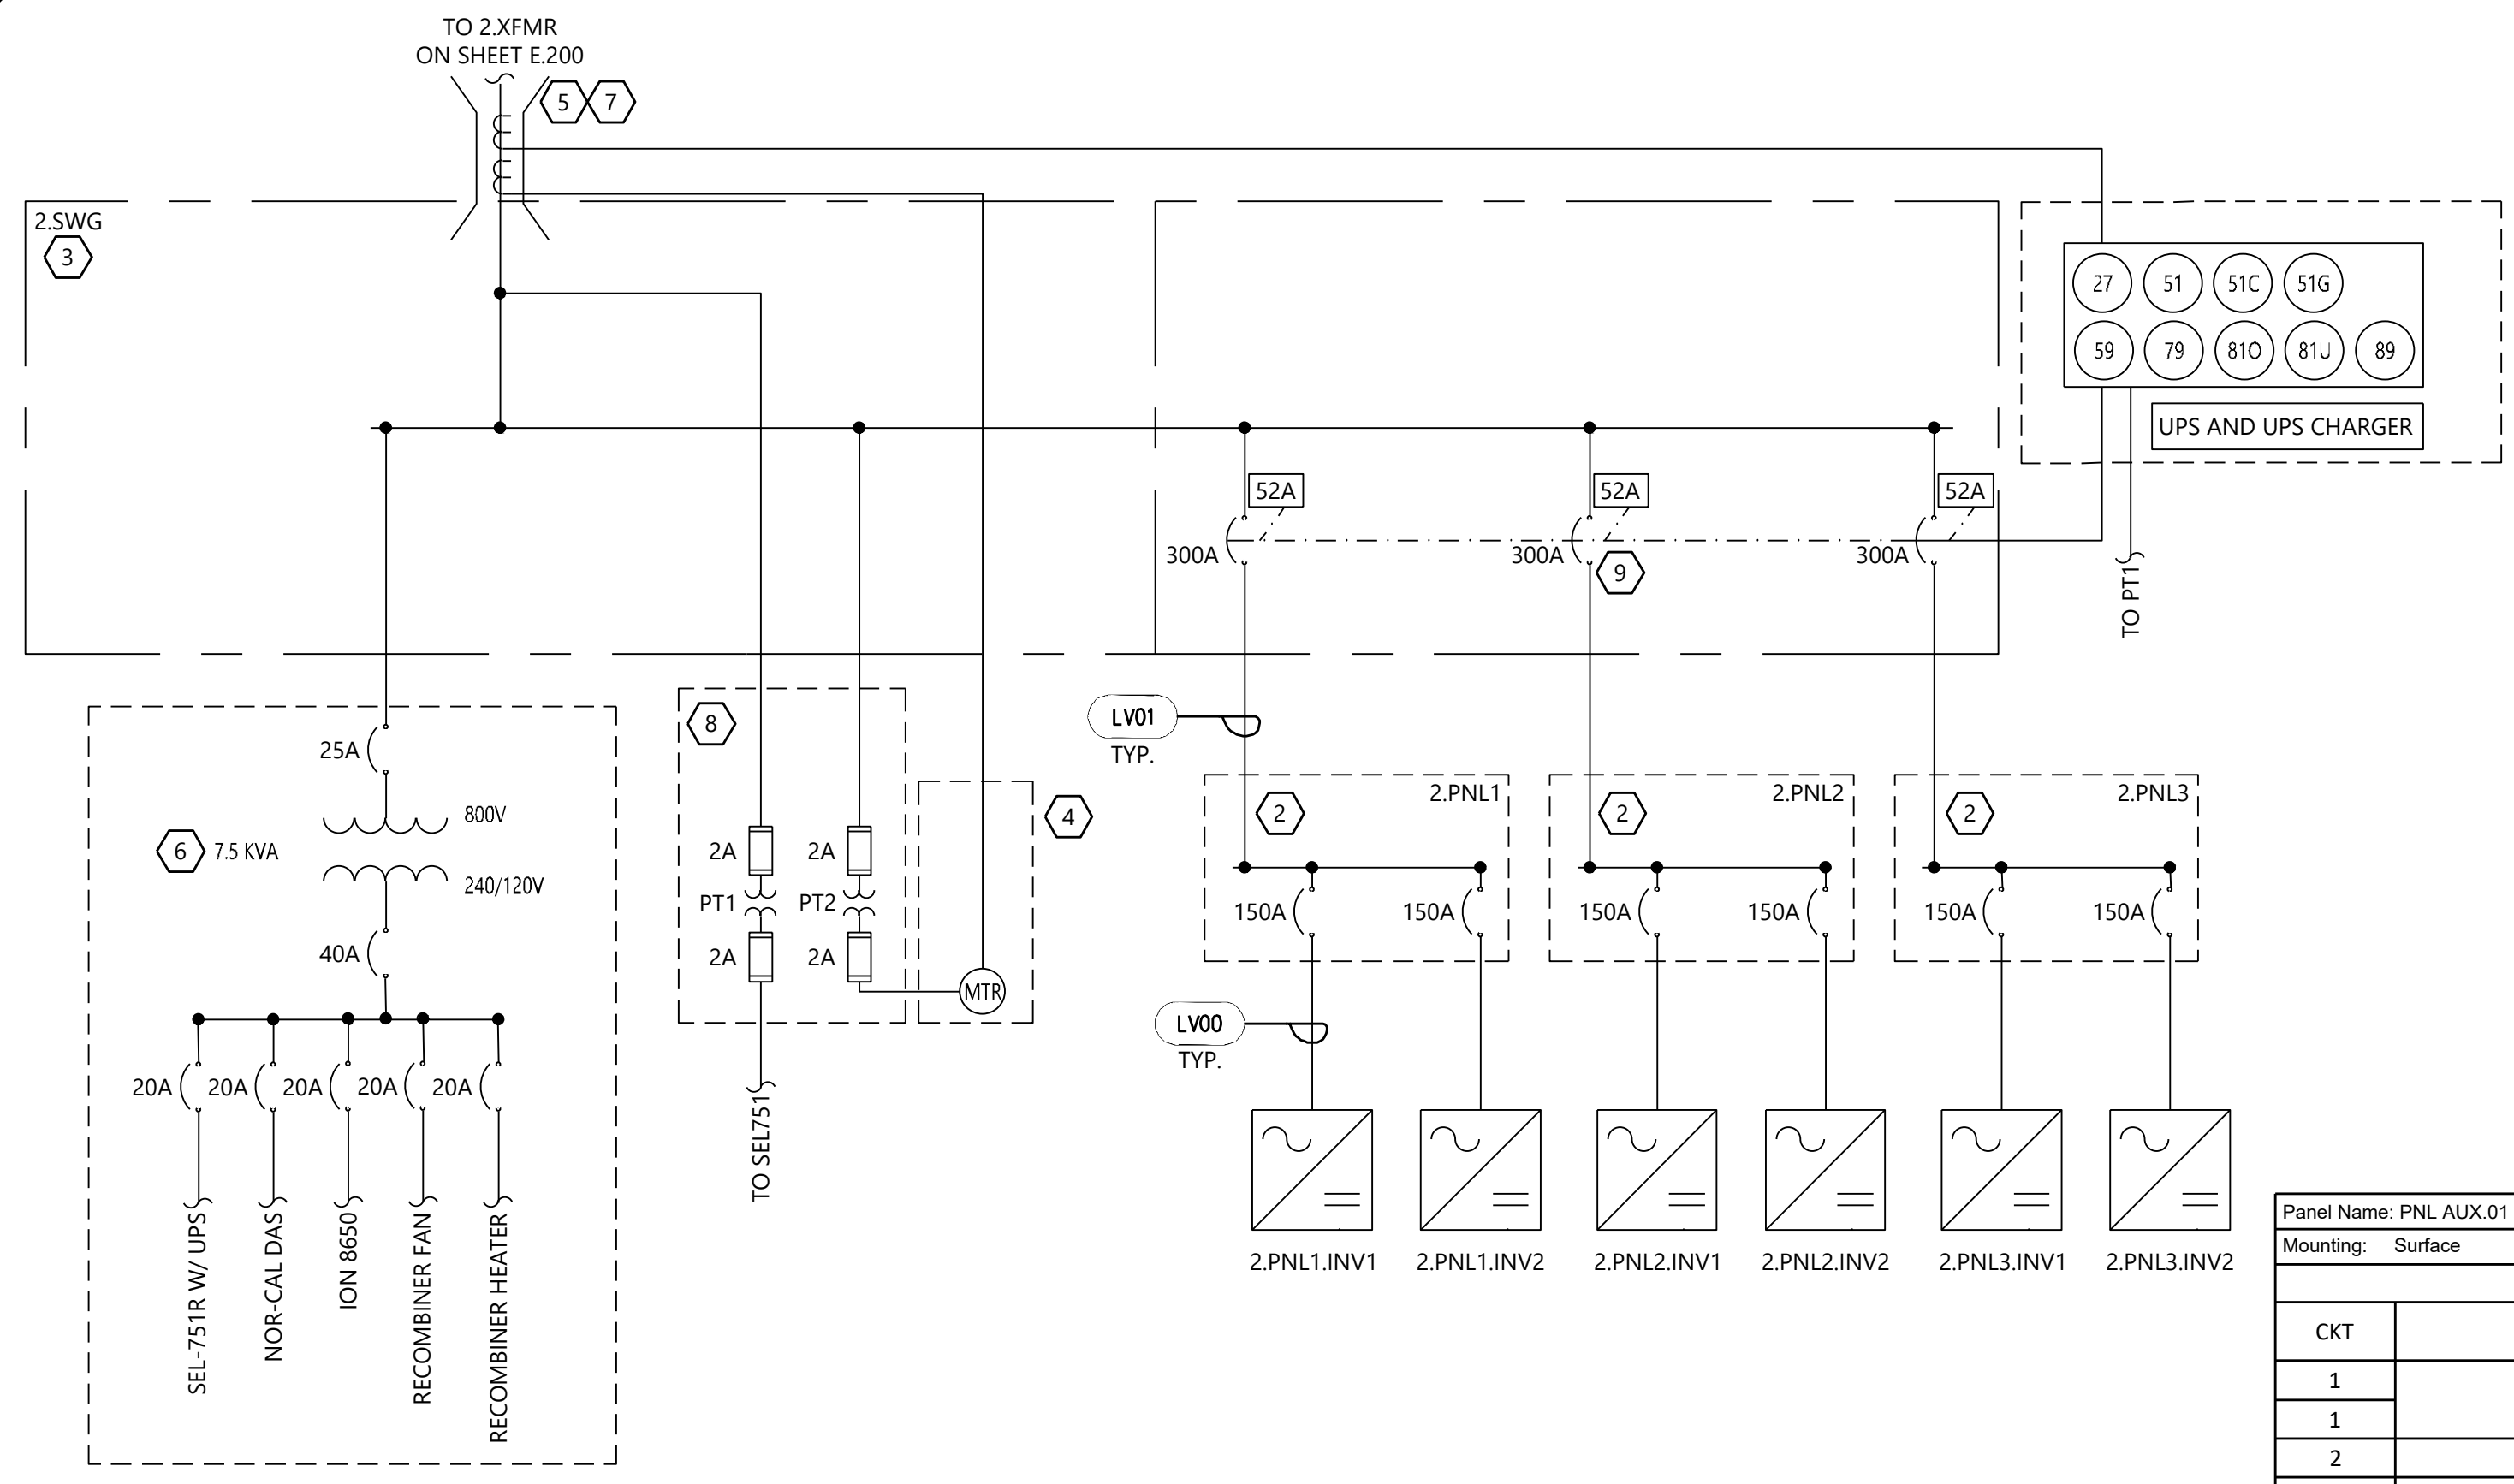 TO 2.XFMR
ON SHEET E.200
5
7
2.SWG
3
27
51
51C
51G
59
79
81O
81U
89
UPS AND UPS CHARGER
52A
52A
52A
300A
300A
300A
9
TO PT1
LV01
TYP.
8
4
25A
800V
6
7.5 KVA
240/120V
40A
2A
2A
PT1
PT2
2A
2A
MTR
TO SEL751
2
2.PNL1
2
2.PNL2
2
2.PNL3
150A
150A
150A
150A
150A
150A
LV00
TYP.
20A
20A
20A
20A
20A
SEL-751R W/ UPS
NOR-CAL DAS
ION 8650
RECOMBINER FAN
RECOMBINER HEATER
2.PNL1.INV1
2.PNL1.INV2
2.PNL2.INV1
2.PNL2.INV2
2.PNL3.INV1
2.PNL3.INV2
Panel Name: PNL AUX.01
Mounting: Surface
CKT
1
1
2